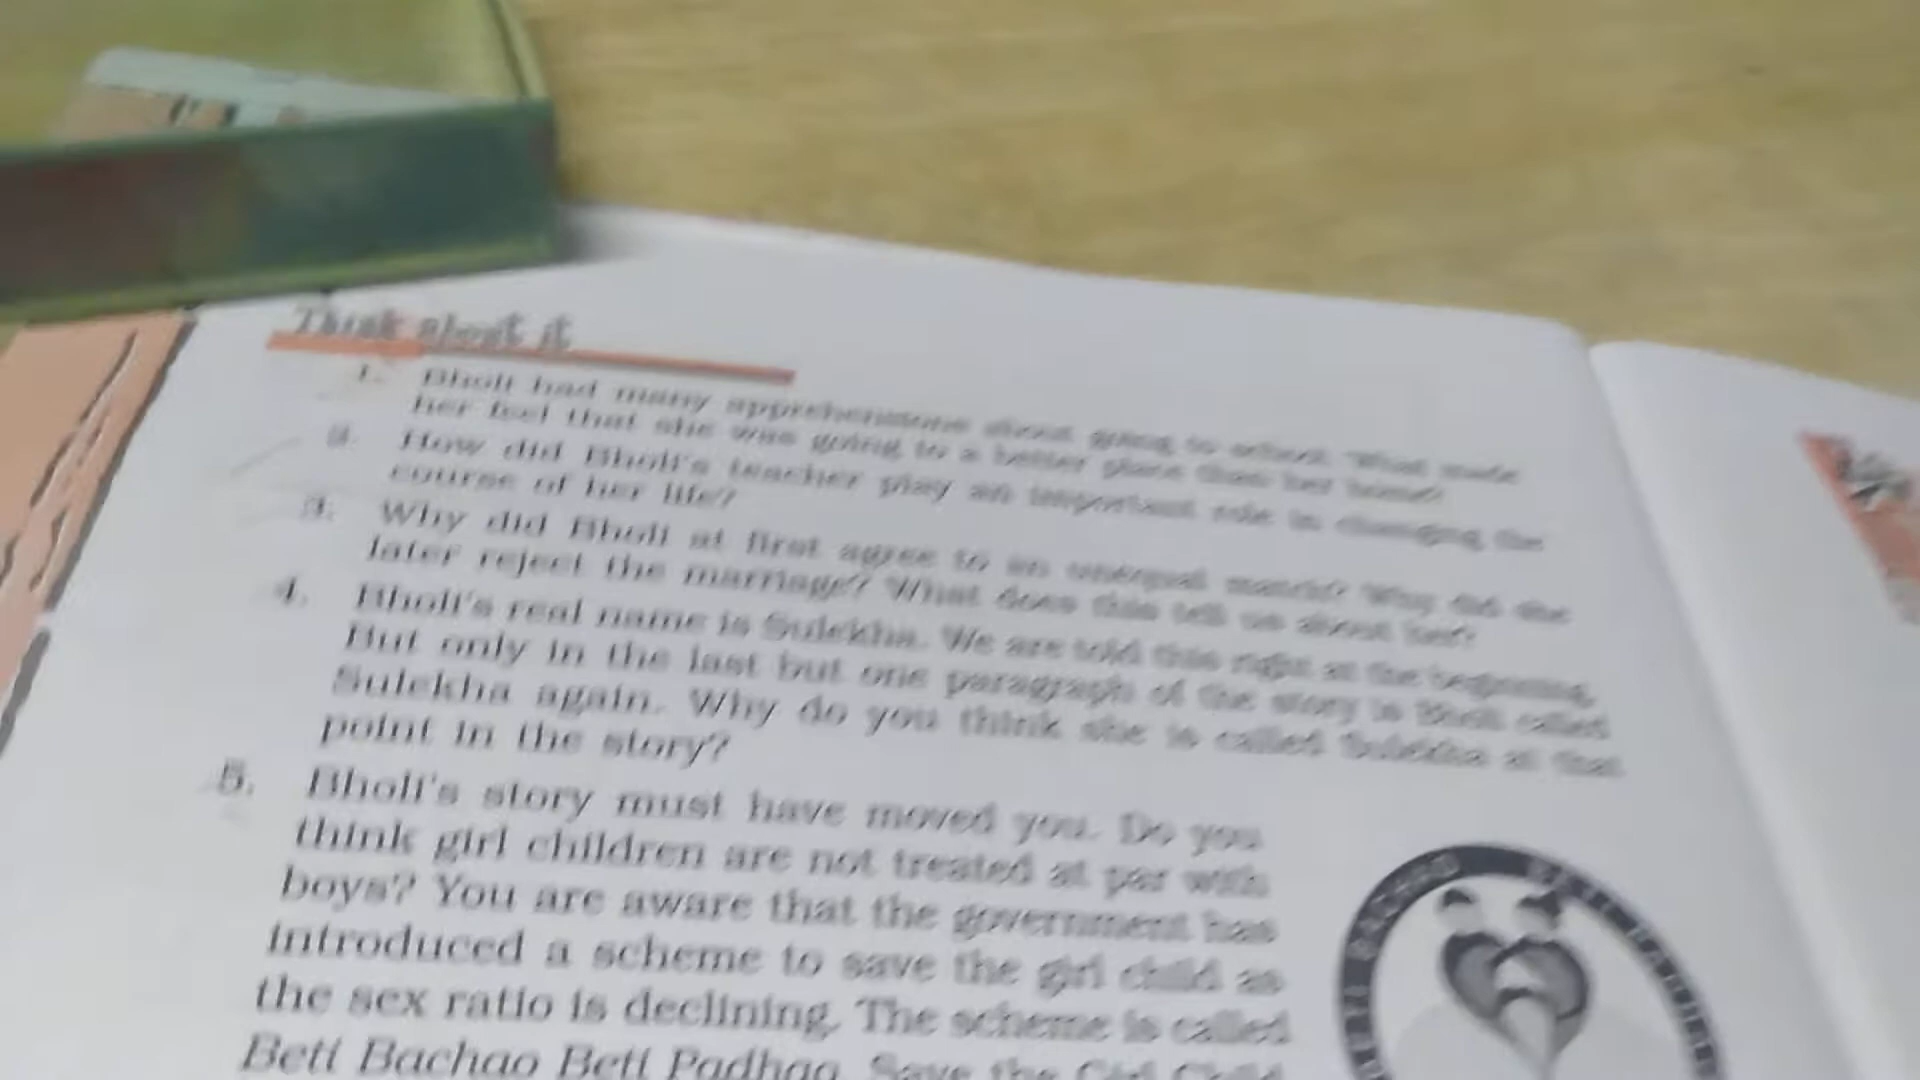 Think about it
1. Bholi had many apprehensions about going to school. What made
her feel that she was going to a better place than her home?
2. How did Bholi's teacher play an important role in changing the
course of her life?
3. Why did Bholi at first agree to an unequal match? Why did she
later reject the marriage? What does this tell us about her?
4. Bholi's real name is Sulekha. We are told this right at the beginning.
But only in the last but one paragraph of the story is Bholi called
Sulekha again. Why do you think she is called Sulekha at that
point in the story?
5. Bholi's story must have moved you. Do you
think girl children are not treated at par with
boys? You are aware that the government has
introduced a scheme to save the girl child as
the sex ratio is declining. The scheme is called
Beti Bachao Beti Padhao, Save the Girl Child